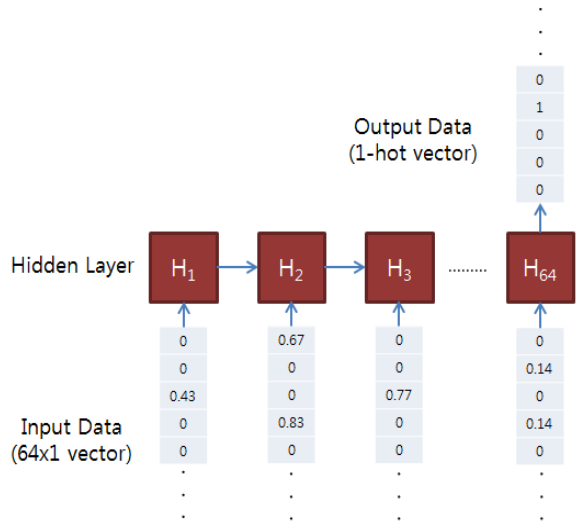 0
1
Output Data
(1-hot vector)
0
0
0
Hidden Layer
H1
H2
H3
.........
H64
0
0.67
0
0
0
0
0
0.14
0.43
0
0.77
0
Input Data
(64x1 vector)
0
0.83
0
0.14
0
0
0
0